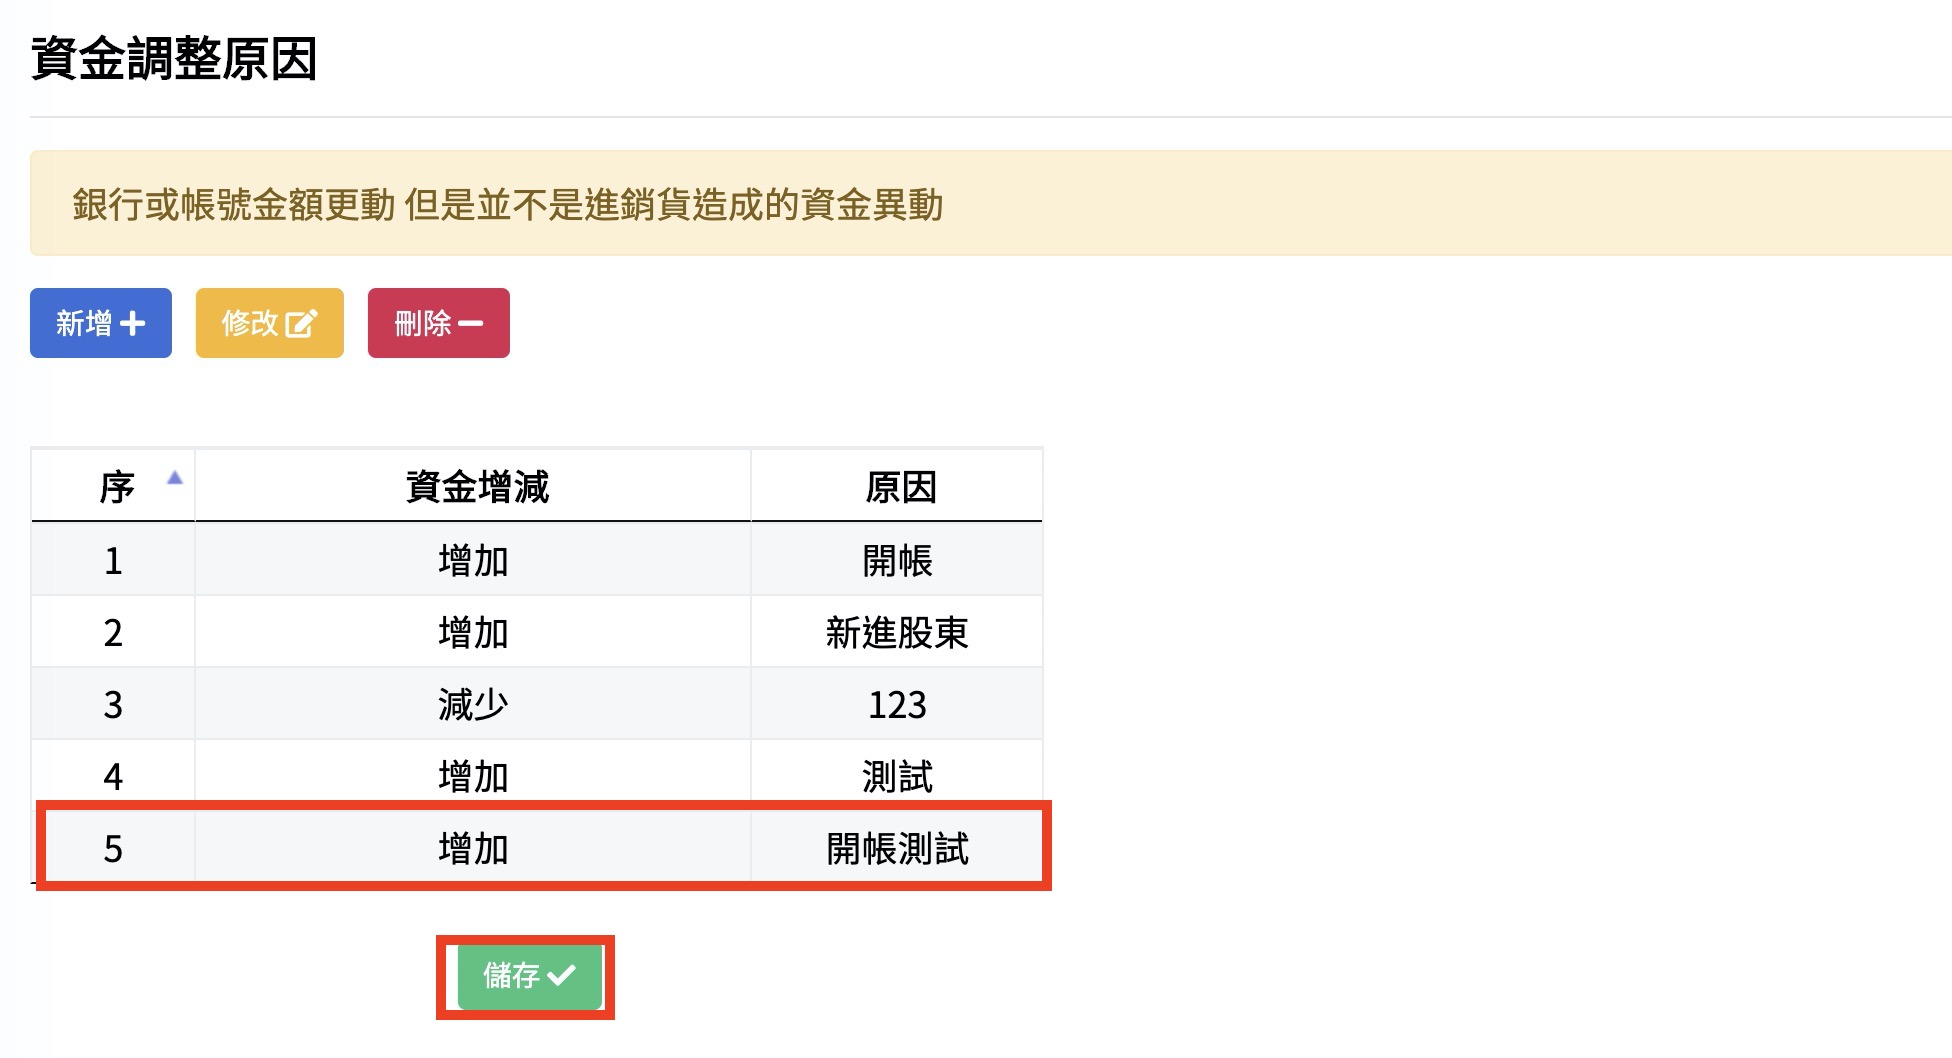 資金調整原因
銀行或帳號金額更動 但是並不是進銷貨造成的資金異動
新增 修改 刪除
序 資金增減 原因
1 增加 開帳
2 增加 新進股東
3 減少 123
4 增加 測試
5 增加 開帳測試
儲存